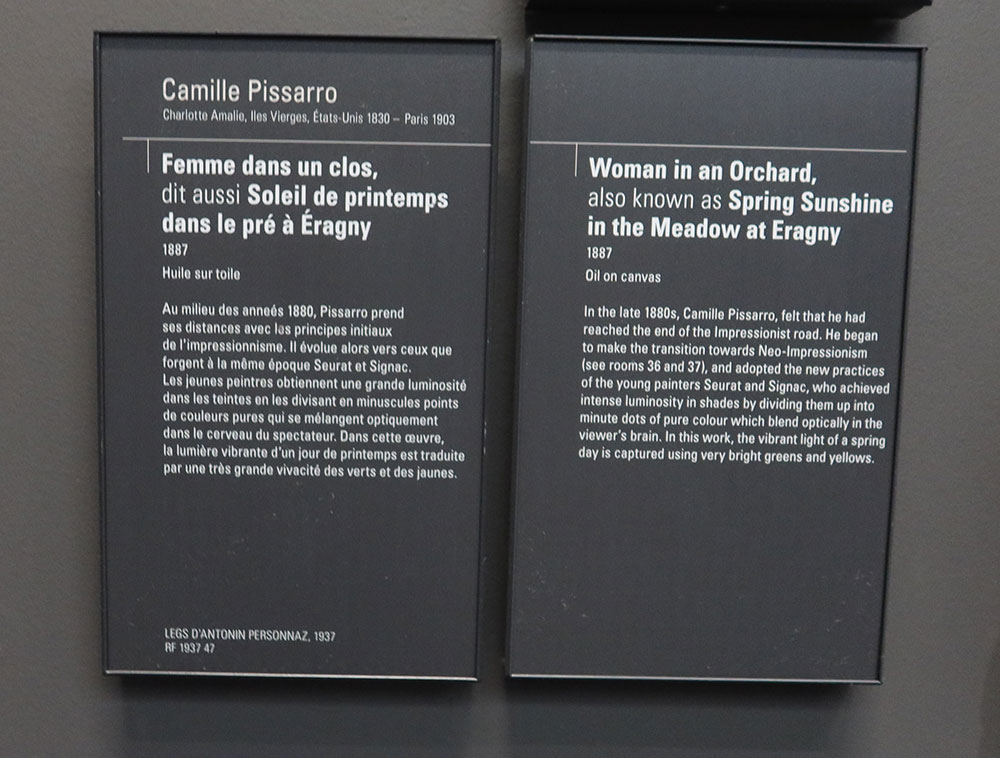 Camille Pissarro
Charlotte Amalie, Iles Vierges, États-Unis 1830 – Paris 1903
Femme dans un clos,
dit aussi Soleil de printemps
dans le pré à Éragny
1887
Huile sur toile
Au milieu des anneés 1880, Pissarro prend
ses distances avec las principes initiaux
de l'impressionnisme. Il évolue alors vers ceux que
forgent à la même époque Seurat et Signac.
Les jeunes peintres obtiennent une grande luminosité
dans les teintes en les divisant en minuscules points
de couleurs pures qui se mélangent optiquement
dans le cerveau du spectateur. Dans cette œuvre,
la lumière vibrante d'un jour de printemps est traduite
par une très grande vivacité des verts et des jaunes.
LEGS D'ANTONIN PERSONNAZ, 1937
RF 1937 47
Woman in an Orchard,
also known as Spring Sunshine
in the Meadow at Eragny
1887
Oil on canvas
In the late 1880s, Camille Pissarro, felt that he had
reached the end of the Impressionist road. He began
to make the transition towards Neo-Impressionism
(see rooms 36 and 37), and adopted the new practices
of the young painters Seurat and Signac, who achieved
intense luminosity in shades by dividing them up into
minute dots of pure colour which blend optically in the
viewer's brain. In this work, the vibrant light of a spring
day is captured using very bright greens and yellows.